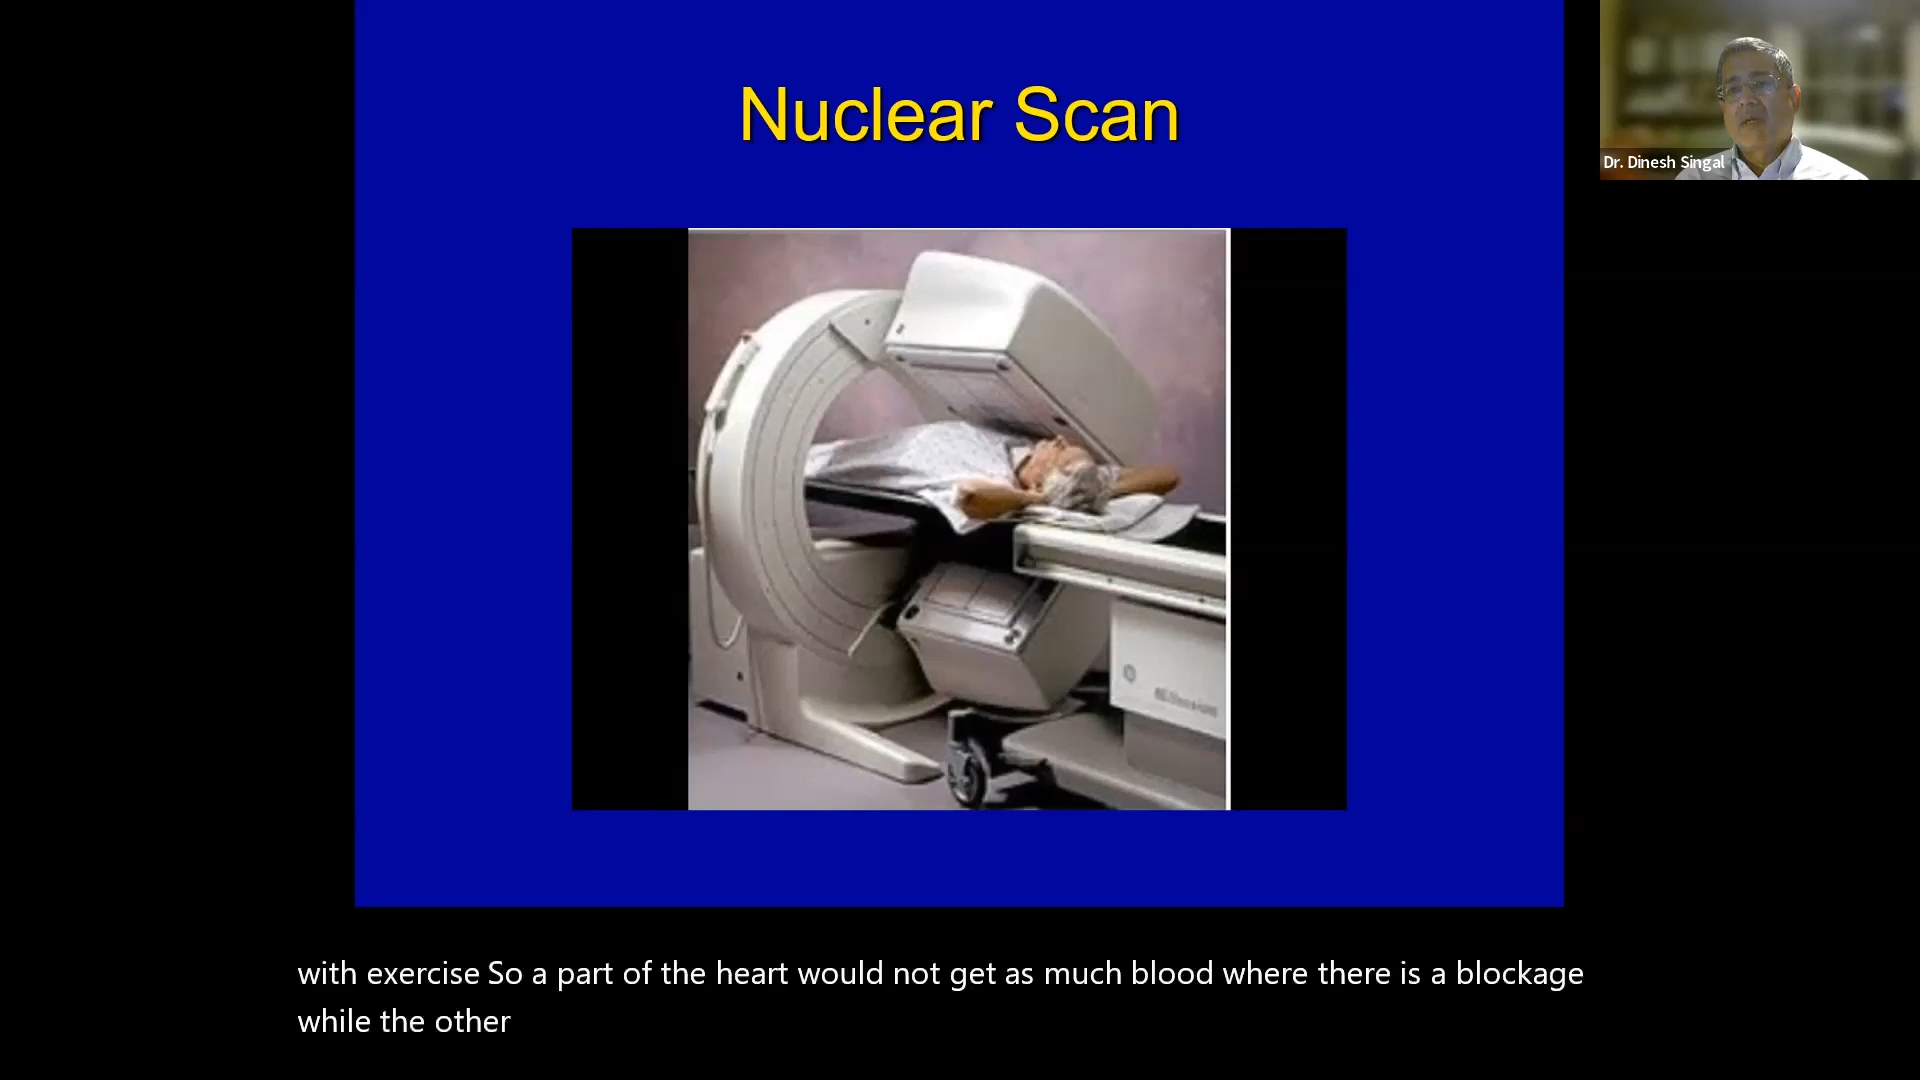 Nuclear Scan
Dr. Dinesh Singal
with exercise So a part of the heart would not get as much blood where there is a blockage
while the other